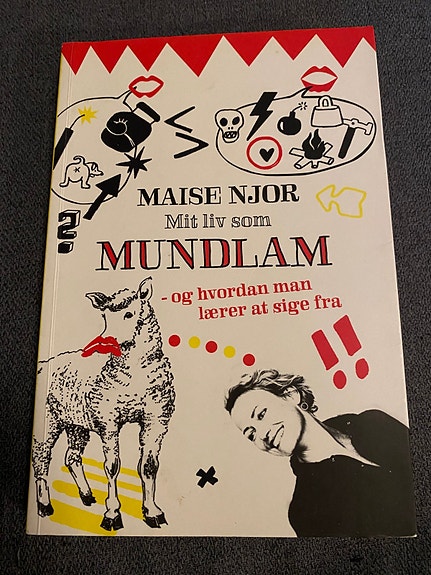 MAISE NJOR
Mit liv som
MUNDLAM
- og hvordan man
lærer at sige fra
!!